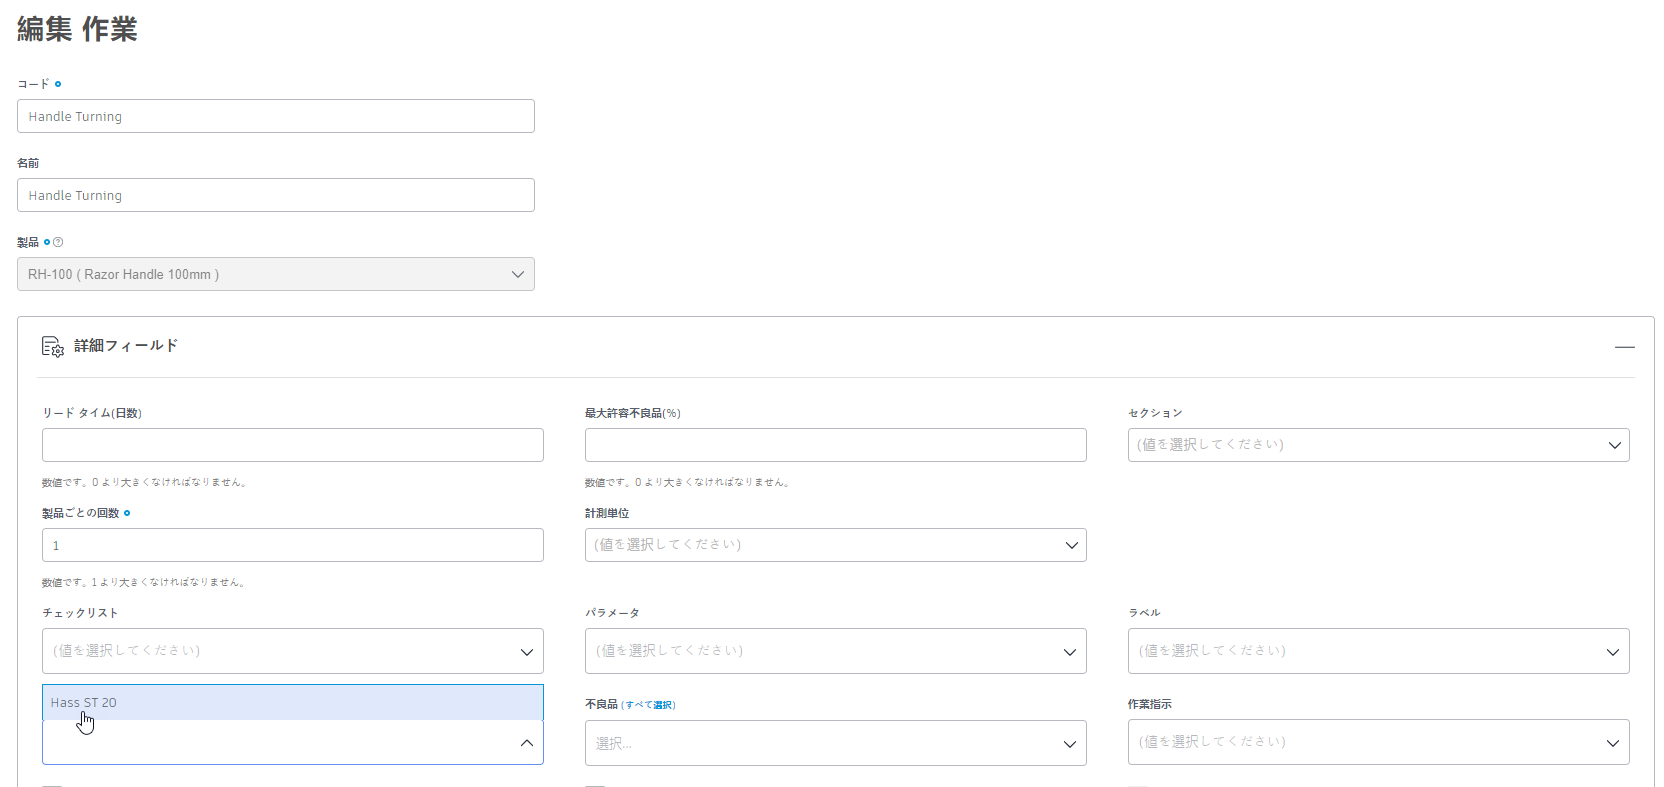 編集 作業
コード
Handle Turning
名前
Handle Turning
製品
RH-100 ( Razor Handle 100mm )
詳細フィールド
リード タイム(日数)
最大許容不良品(%)
セクション
(値を選択してください)
数値です。0 より大きくなければなりません。
数値です。0 より大きくなければなりません。
製品ごとの回数
計測単位
1
(値を選択してください)
数値です。1 より大きくなければなりません。
チェックリスト
パラメータ
ラベル
(値を選択してください)
(値を選択してください)
(値を選択してください)
Hass ST 20
不良品 (すべて選択)
作業指示
選択...
(値を選択してください)